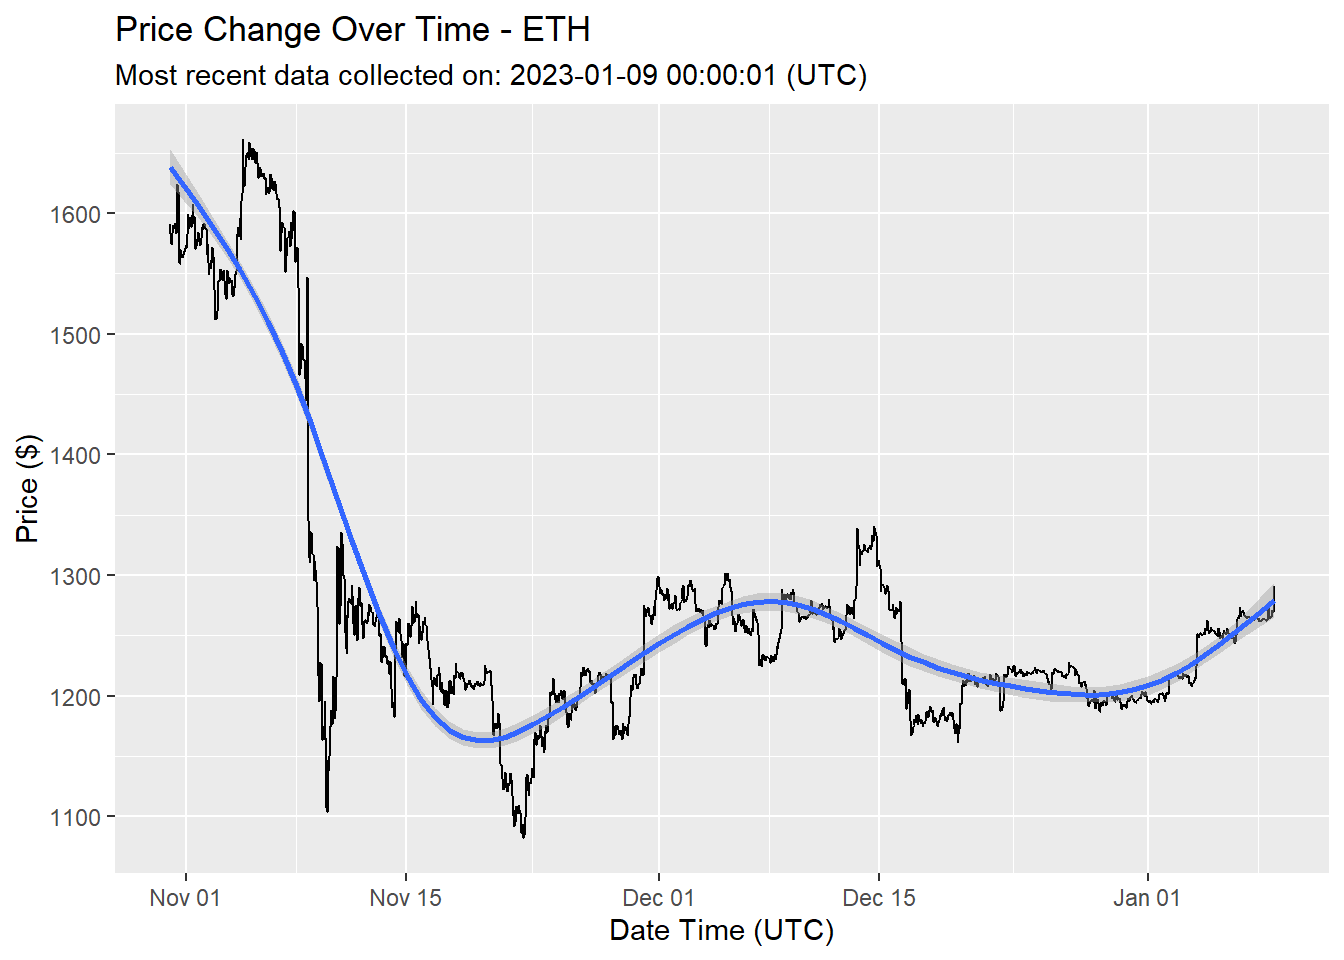 Price Change Over Time - ETH
Most recent data collected on: 2023-01-09 00:00:01 (UTC)
Price ($)
1600
1500
1400
1300
1200
1100
Nov 01
Nov 15
Dec 01
Dec 15
Jan 01
Date Time (UTC)